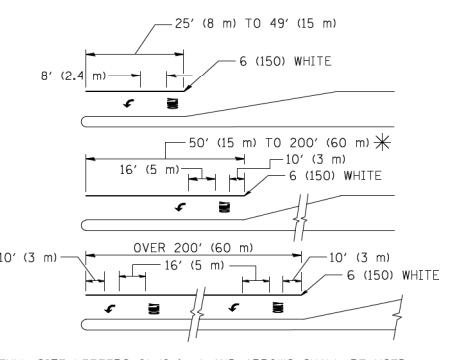 25' (8 m) TO 49' (15 m)
6 (150) WHITE
8' (2.4 m)
50' (15 m) TO 200' (60 m)
10' (3 m)
16' (5 m)
6 (150) WHITE
OVER 200' (60 m)
10' (3 m)
16' (5 m)
10' (3 m)
6 (150) WHITE